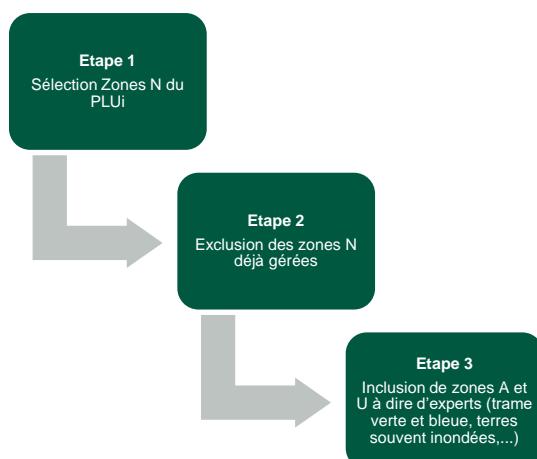 Etape 1
Sélection Zones N du
PLUi
Etape 2
Exclusion des zones N
déjà gérées
Etape 3
Inclusion de zones A et
U à dire d'experts (trame
verte et bleue, terres
souvent inondées,...)